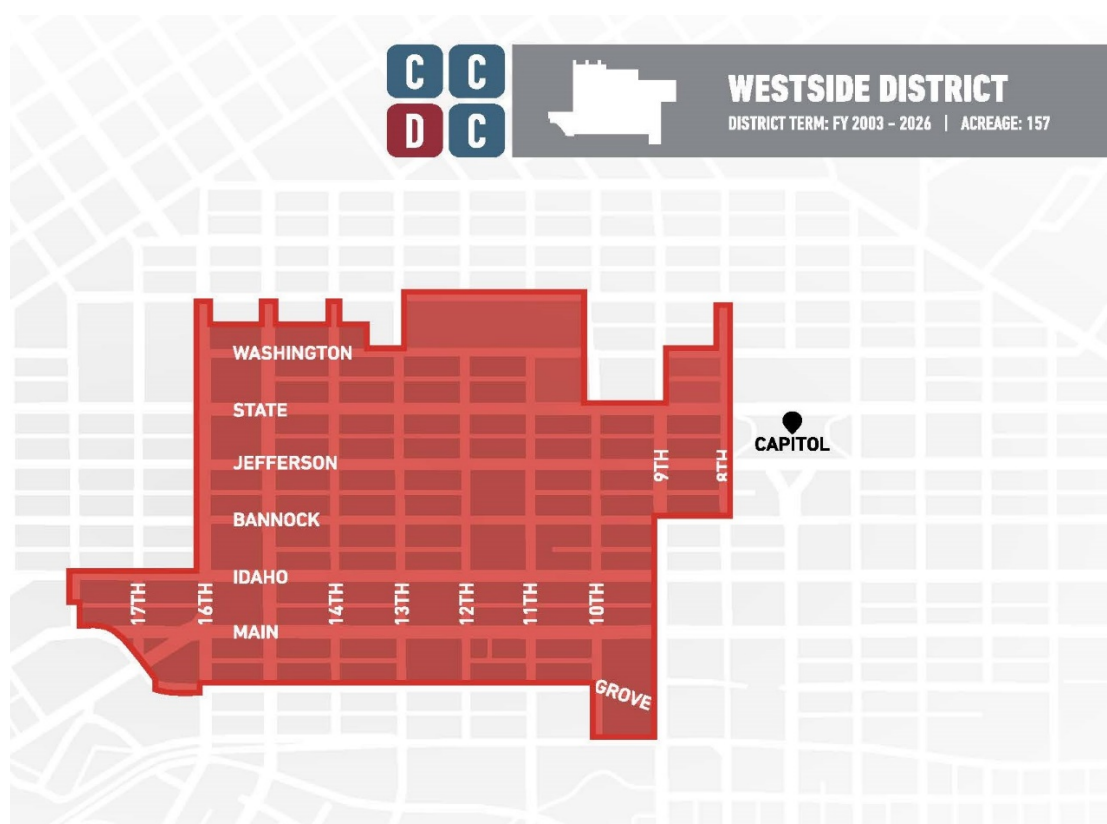 C C
D C
WESTSIDE DISTRICT
DISTRICT TERM: FY 2003 – 2026 | ACREAGE: 157
WASHINGTON
STATE
JEFFERSON
BANNOCK
IDAHO
MAIN
17TH
16TH
14TH
13TH
12TH
11TH
10TH
9TH
8TH
GROVE
CAPITOL